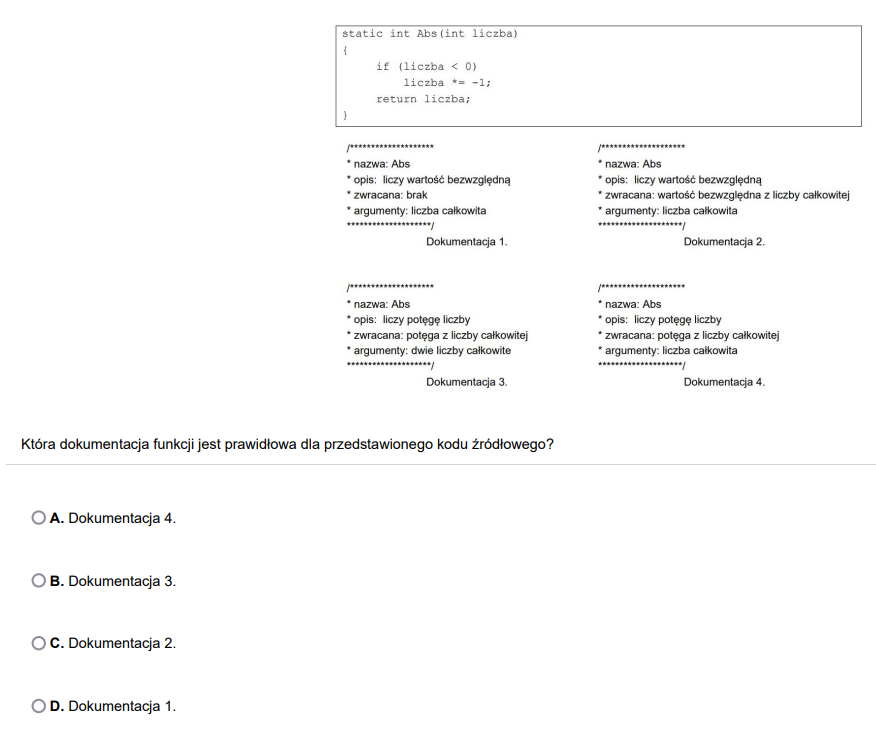 static int Abs(int liczba)
{
if (liczba < 0)
liczba *= -1;
return liczba;
}
/********************
* nazwa: Abs
* opis: liczy wartość bezwzględną
* zwracana: brak
* argumenty: liczba całkowita
********************/
Dokumentacja 1.
/********************
* nazwa: Abs
* opis: liczy wartość bezwzględną
* zwracana: wartość bezwzględna z liczby całkowitej
* argumenty: liczba całkowita
********************/
Dokumentacja 2.
/********************
* nazwa: Abs
* opis: liczy potęgę liczby
* zwracana: potęga z liczby całkowitej
* argumenty: dwie liczby całkowite
********************/
Dokumentacja 3.
/********************
* nazwa: Abs
* opis: liczy potęgę liczby
* zwracana: potęga z liczby całkowitej
* argumenty: liczba całkowita
********************/
Dokumentacja 4.
Która dokumentacja funkcji jest prawidłowa dla przedstawionego kodu źródłowego?
A. Dokumentacja 4.
B. Dokumentacja 3.
C. Dokumentacja 2.
D. Dokumentacja 1.